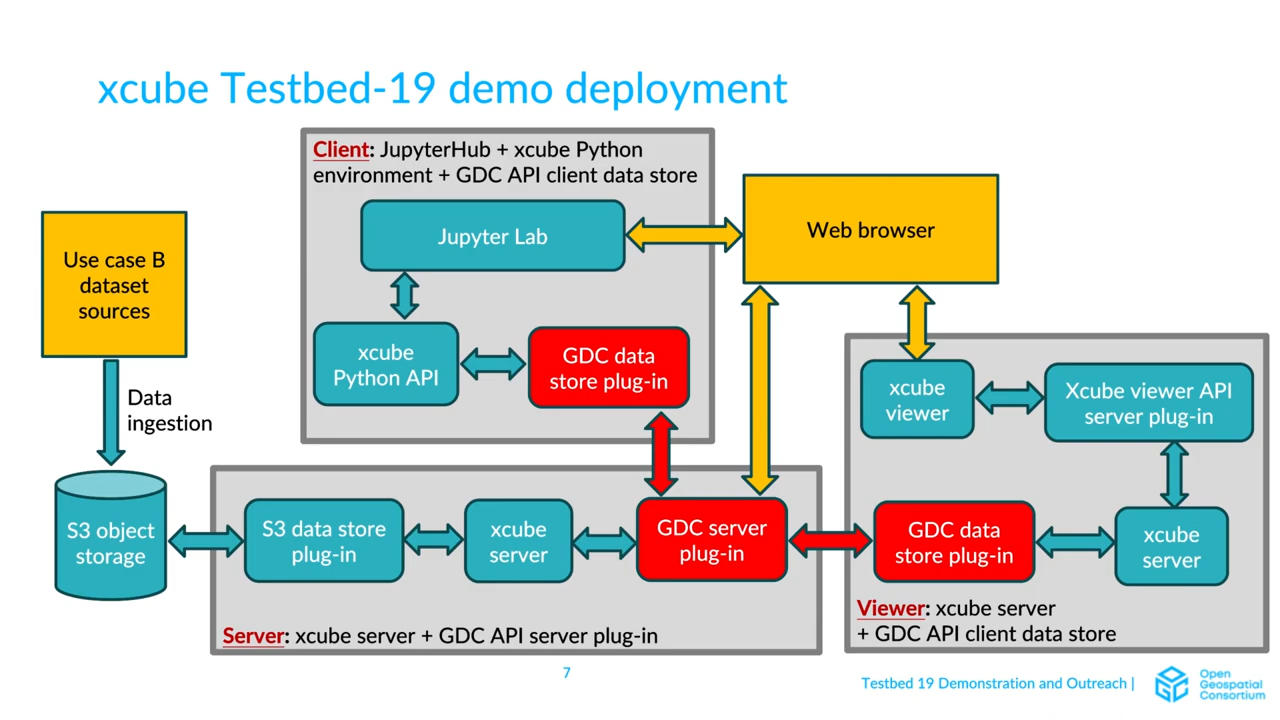 xcube Testbed-19 demo deployment
Client: JupyterHub + xcube Python
environment + GDC API client data store
Jupyter Lab
Web browser
Use case B
dataset
sources
xcube
Python API
GDC data
store plug-in
Data
ingestion
xcube
viewer
Xcube viewer API
server plug-in
S3 object
storage
S3 data store
plug-in
xcube
server
GDC server
plug-in
GDC data
store plug-in
xcube
server
Server: xcube server + GDC API server plug-in
Viewer: xcube server
+ GDC API client data store
7
Testbed 19 Demonstration and Outreach |
Open
Geospatial
Consortium